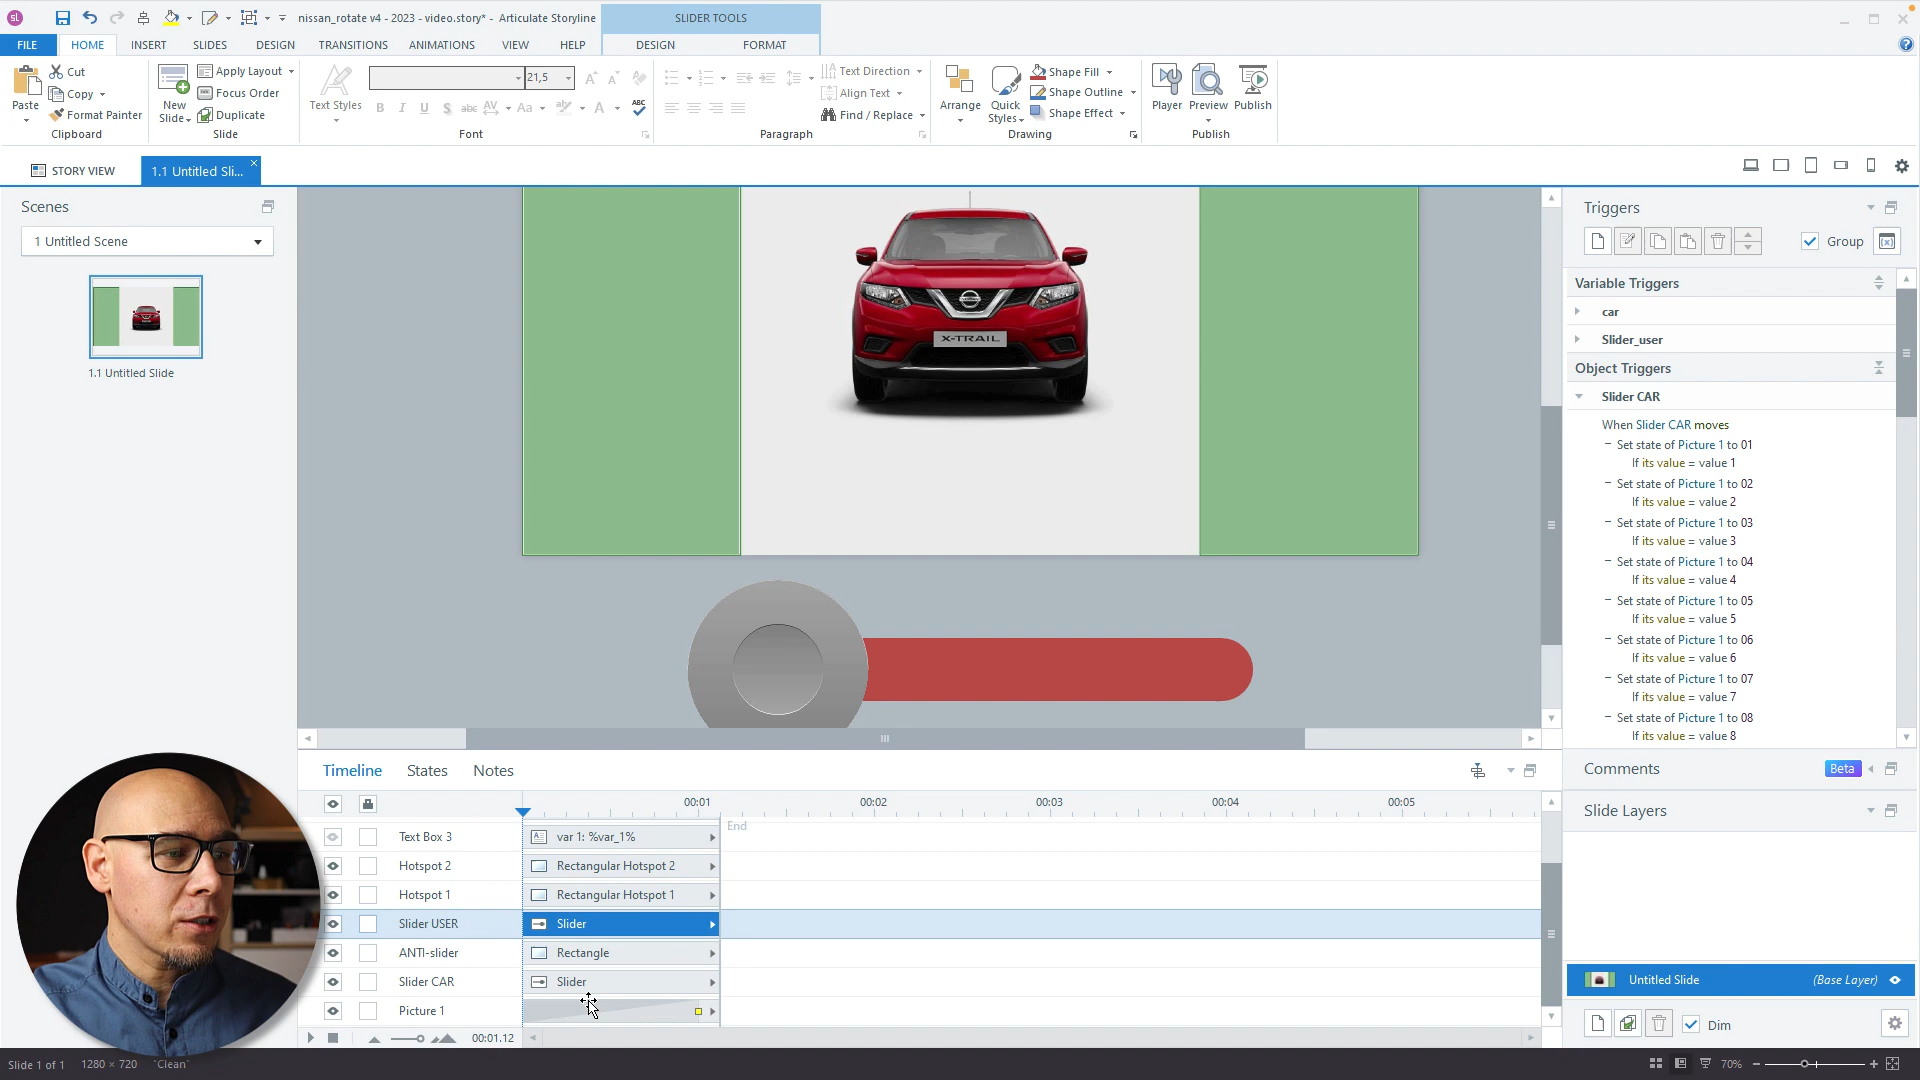 sl
nissan_rotate v4 - 2023 - video.story* - Articulate Storyline
SLIDER TOOLS
FILE
HOME
INSERT
SLIDES
DESIGN
TRANSITIONS
ANIMATIONS
VIEW
HELP
DESIGN
FORMAT
Paste
Cut
Copy
Format Painter
Clipboard
New
Slide
Apply Layout
Focus Order
Duplicate
Slide
Text Styles
21,5
B I U S abc AV Aa A ABC
Font
Text Direction
Align Text
Find / Replace
Paragraph
Arrange
Quick
Styles
Shape Fill
Shape Outline
Shape Effect
Drawing
Player
Preview
Publish
Publish
STORY VIEW
1.1 Untitled Sli...
Scenes
1 Untitled Scene
1.1 Untitled Slide
X-TRAIL
Triggers
Group
Variable Triggers
car
Slider_user
Object Triggers
Slider CAR
When Slider CAR moves
Set state of Picture 1 to 01
If its value = value 1
Set state of Picture 1 to 02
If its value = value 2
Set state of Picture 1 to 03
If its value = value 3
Set state of Picture 1 to 04
If its value = value 4
Set state of Picture 1 to 05
If its value = value 5
Set state of Picture 1 to 06
If its value = value 6
Set state of Picture 1 to 07
If its value = value 7
Set state of Picture 1 to 08
If its value = value 8
Comments
Beta
Slide Layers
Untitled Slide
(Base Layer)
Dim
Timeline
States
Notes
00:01
00:02
00:03
00:04
00:05
End
Text Box 3
var 1: %var_1%
Hotspot 2
Rectangular Hotspot 2
Hotspot 1
Rectangular Hotspot 1
Slider USER
Slider
ANTI-slider
Rectangle
Slider CAR
Slider
Picture 1
00:01.12
Slide 1 of 1
1280 × 720
"Clean"
70%